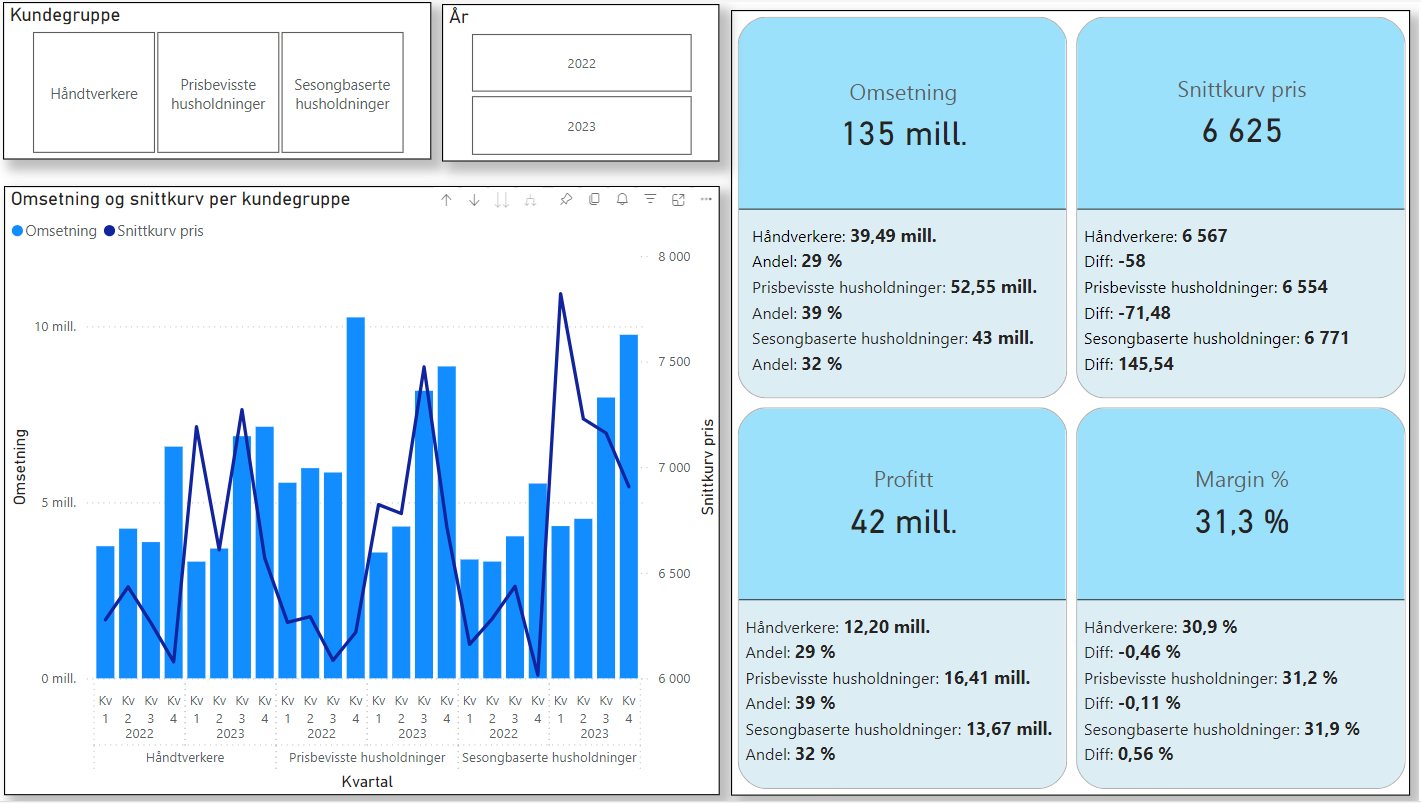 Kundegruppe
Håndtverkere
Prisbevisste
husholdninger
Sesongbaserte
husholdninger
År
2022
2023
Omsetning og snittkurv per kundegruppe
Omsetning Snittkurv pris
8 000
10 mill.
7 500
7 000
5 mill.
6 500
0 mill.
6 000
Omsetning
Snittkurv pris
Kv Kv Kv Kv Kv Kv Kv Kv Kv Kv Kv Kv Kv Kv Kv Kv Kv Kv Kv Kv Kv Kv Kv Kv
1 2 3 4 1 2 3 4 1 2 3 4 1 2 3 4 1 2 3 4 1 2 3 4
2022 2023 2022 2023 2022 2023
Håndtverkere Prisbevisste husholdninger Sesongbaserte husholdninger
Kvartal
Omsetning
135 mill.
Håndverkere: 39,49 mill.
Andel: 29 %
Prisbevisste husholdninger: 52,55 mill.
Andel: 39 %
Sesongbaserte husholdninger: 43 mill.
Andel: 32 %
Snittkurv pris
6 625
Håndverkere: 6 567
Diff: -58
Prisbevisste husholdninger: 6 554
Diff: -71,48
Sesongbaserte husholdninger: 6 771
Diff: 145,54
Profitt
42 mill.
Håndverkere: 12,20 mill.
Andel: 29 %
Prisbevisste husholdninger: 16,41 mill.
Andel: 39 %
Sesongbaserte husholdninger: 13,67 mill.
Andel: 32 %
Margin %
31,3 %
Håndverkere: 30,9 %
Diff: -0,46 %
Prisbevisste husholdninger: 31,2 %
Diff: -0,11 %
Sesongbaserte husholdninger: 31,9 %
Diff: 0,56 %